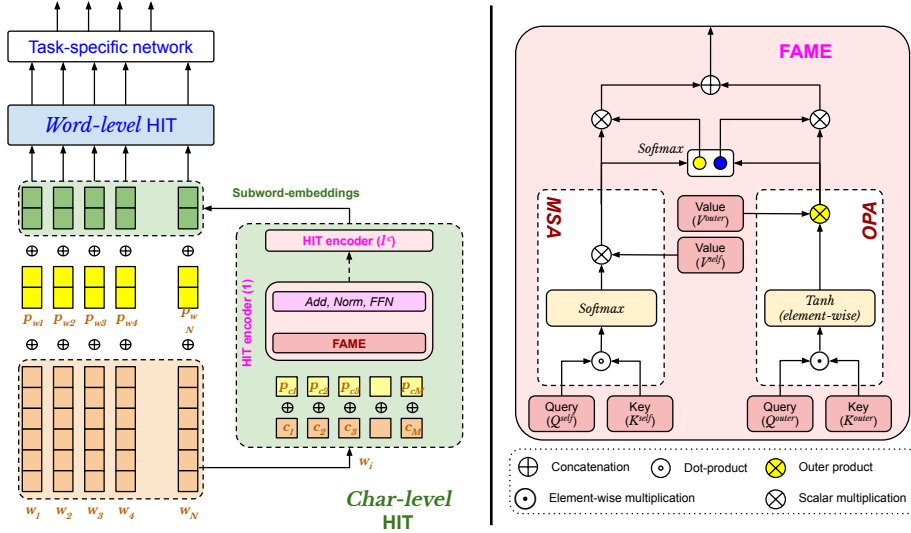 Task-specific network
Word-level HIT
Subword-embeddings
p_w1 p_w2 p_w3 p_w4 p_w
N
w_1 w_2 w_3 w_4 w_N
HIT encoder (l^c)
HIT encoder (1)
Add, Norm, FFN
FAME
p_c1 p_c2 p_c3 p_cM
c_1 c_2 c_3 c_M
w_i
Char-level
HIT
FAME
Softmax
MSA
OPA
Value
(V^outer)
Value
(V^self)
Softmax
Tanh
(element-wise)
Query
(Q^self)
Key
(K^self)
Query
(Q^outer)
Key
(K^outer)
Concatenation
Dot-product
Outer product
Element-wise multiplication
Scalar multiplication